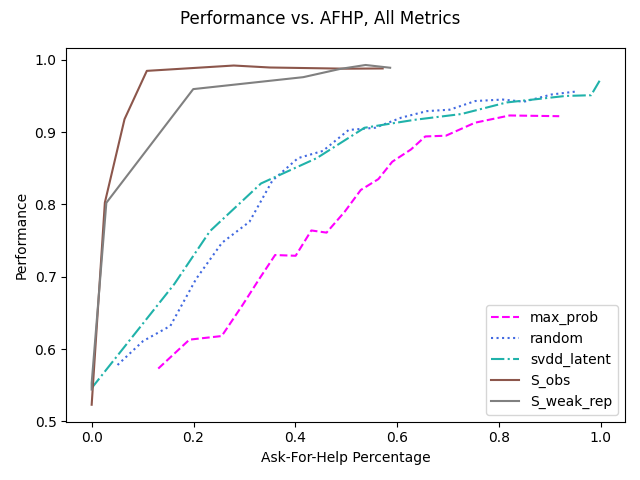 Performance vs. AFHP, All Metrics
Performance
1.0
0.9
0.8
0.7
0.6
0.5
0.0 0.2 0.4 0.6 0.8 1.0
Ask-For-Help Percentage
max_prob
random
svdd_latent
S_obs
S_weak_rep